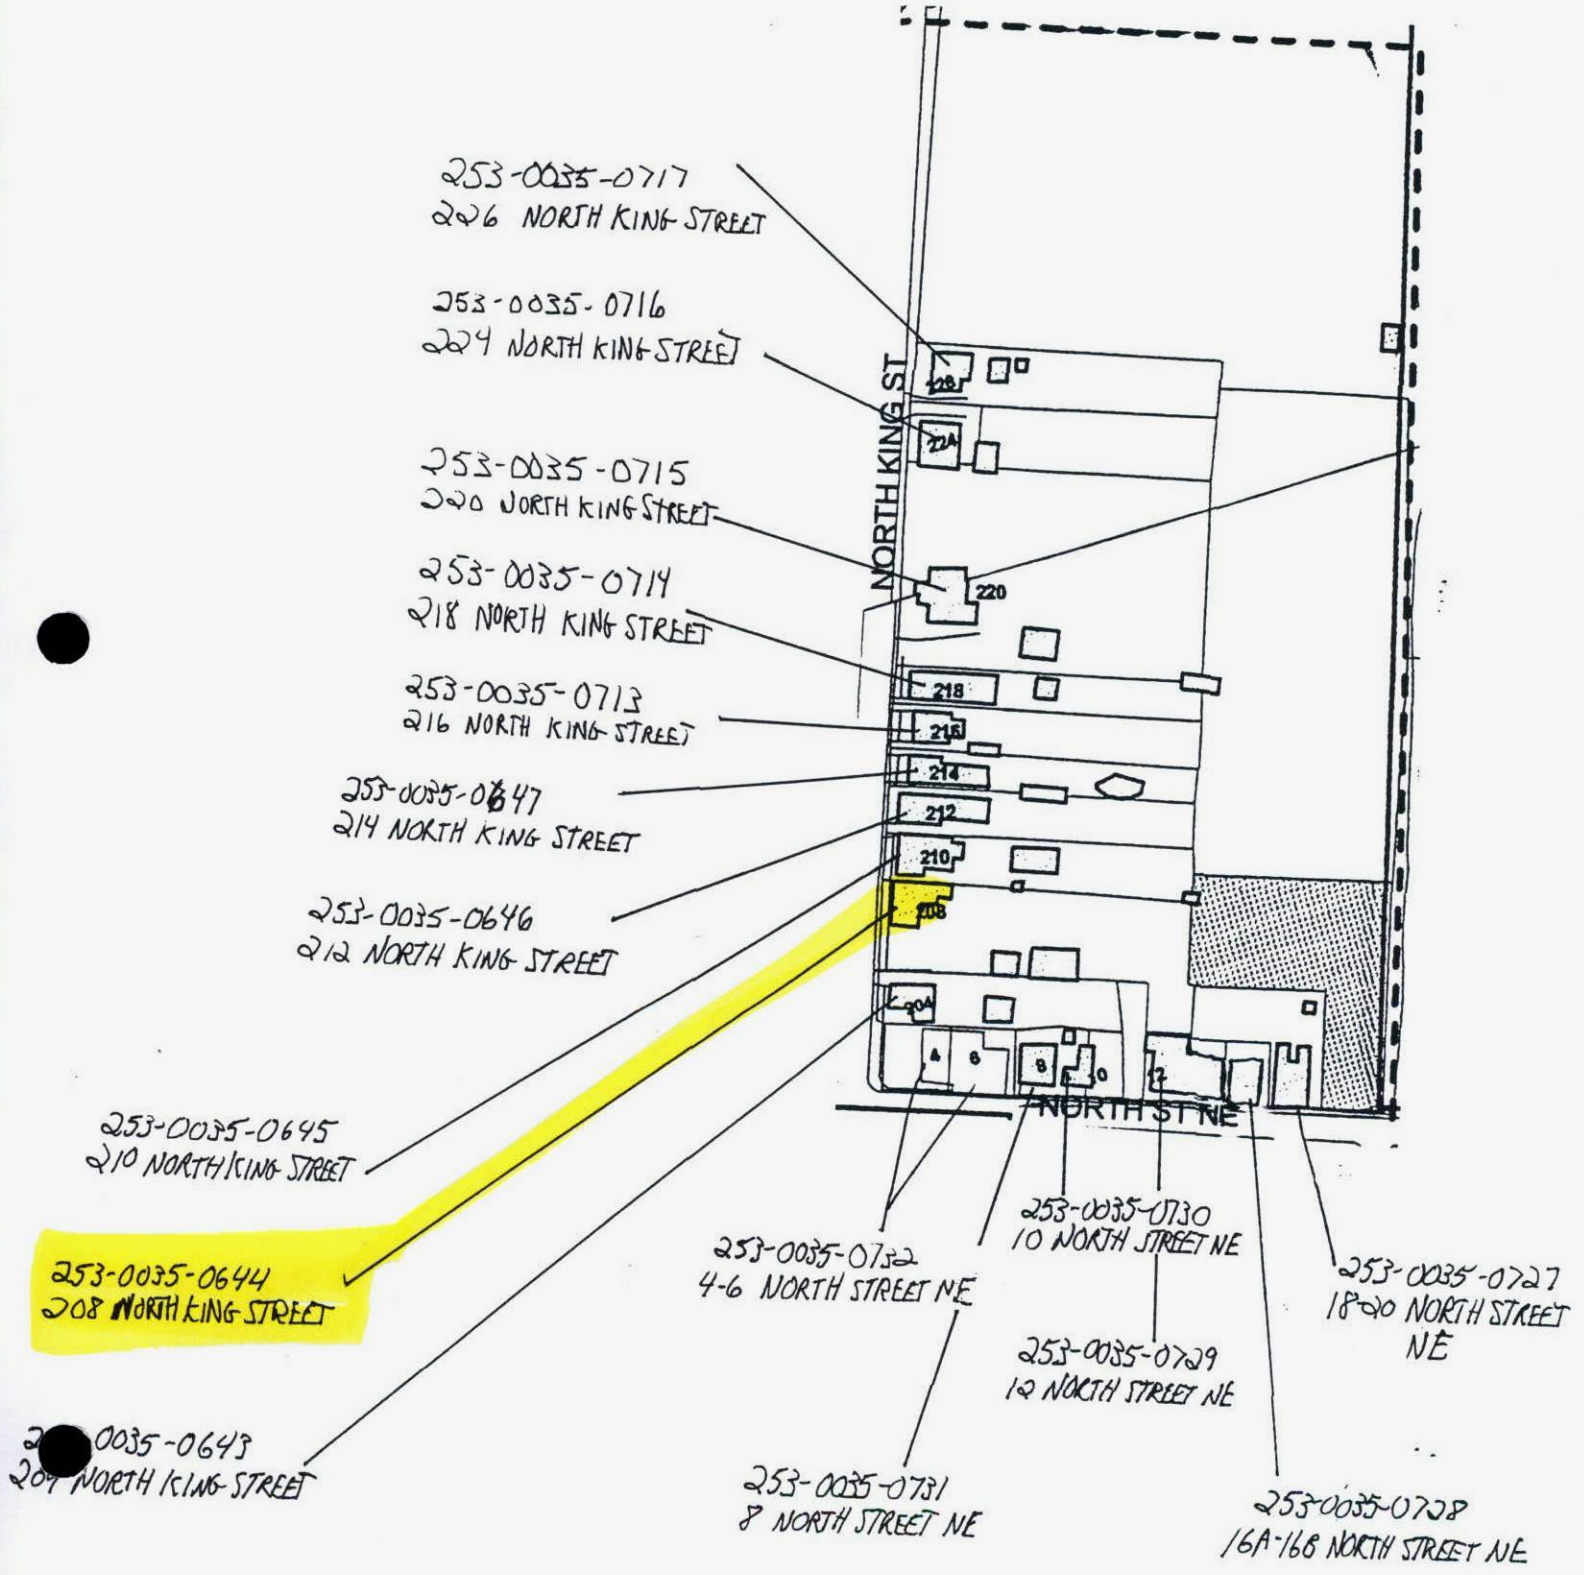 253-0035-0717
226 NORTH KING STREET
253-0035-0716
224 NORTH KING STREET
253-0035-0715
220 NORTH KING STREET
253-0035-0714
218 NORTH KING STREET
253-0035-0713
216 NORTH KING STREET
253-0035-0647
214 NORTH KING STREET
253-0035-0646
212 NORTH KING STREET
253-0035-0645
210 NORTH KING STREET
253-0035-0644
208 NORTH KING STREET
0035-0643
204 NORTH KING STREET
NORTH KING ST
226
224
220
218
216
214
212
210
208
204
4
6
8
10
12
NORTH ST NE
253-0035-0732
4-6 NORTH STREET NE
253-0035-0731
8 NORTH STREET NE
253-0035-0730
10 NORTH STREET NE
253-0035-0729
12 NORTH STREET NE
253-0035-0728
16A-16B NORTH STREET NE
253-0035-0727
18-20 NORTH STREET
NE